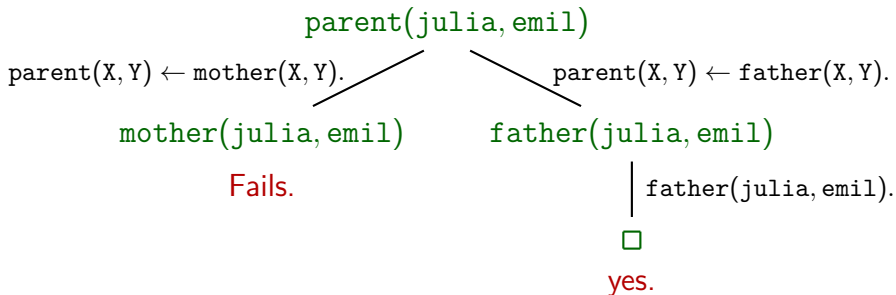 parent(julia, emil)
parent(X, Y) ← mother(X, Y).
parent(X, Y) ← father(X, Y).
mother(julia, emil)
father(julia, emil)
Fails.
father(julia, emil).
□
yes.